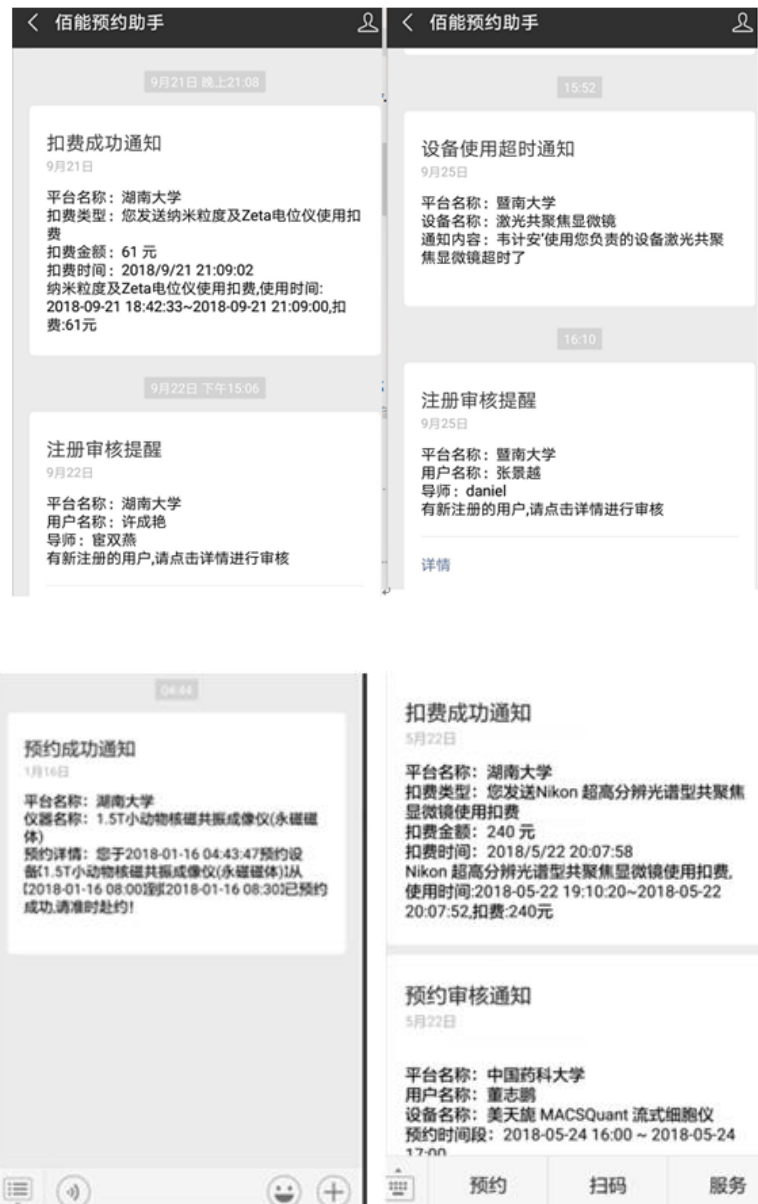 佰能预约助手
9月21日 晚上21:08
扣费成功通知
9月21日
平台名称：湖南大学
扣费类型：您发送纳米粒度及Zeta电位仪使用扣
费
扣费金额：61 元
扣费时间：2018/9/21 21:09:02
纳米粒度及Zeta电位仪使用扣费,使用时间:
2018-09-21 18:42:33~2018-09-21 21:09:00,扣
费:61元
9月22日 下午15:06
注册审核提醒
9月22日
平台名称：湖南大学
用户名称：许成艳
导师：宦双燕
有新注册的用户,请点击详情进行审核
佰能预约助手
15:52
设备使用超时通知
9月25日
平台名称：暨南大学
设备名称：激光共聚焦显微镜
通知内容：韦计安'使用您负责的设备激光共聚
焦显微镜超时了
16:10
注册审核提醒
9月25日
平台名称：暨南大学
用户名称：张景越
导师：daniel
有新注册的用户,请点击详情进行审核
详情
04:44
预约成功通知
1月16日
平台名称：湖南大学
仪器名称：1.5T小动物核磁共振成像仪(永磁磁
体)
预约详情：您于2018-01-16 04:43:47预约设
备[1.5T小动物核磁共振成像仪(永磁磁体)]从
[2018-01-16 08:00]到[2018-01-16 08:30]已预约
成功,请准时赴约!
扣费成功通知
5月22日
平台名称：湖南大学
扣费类型：您发送Nikon 超高分辨光谱型共聚焦
显微镜使用扣费
扣费金额：240 元
扣费时间：2018/5/22 20:07:58
Nikon 超高分辨光谱型共聚焦显微镜使用扣费,
使用时间:2018-05-22 19:10:20~2018-05-22
20:07:52,扣费:240元
预约审核通知
5月22日
平台名称：中国药科大学
用户名称：董志鹏
设备名称：美天旎 MACSQuant 流式细胞仪
预约时间段：2018-05-24 16:00 ~ 2018-05-24
17:00
预约
扫码
服务